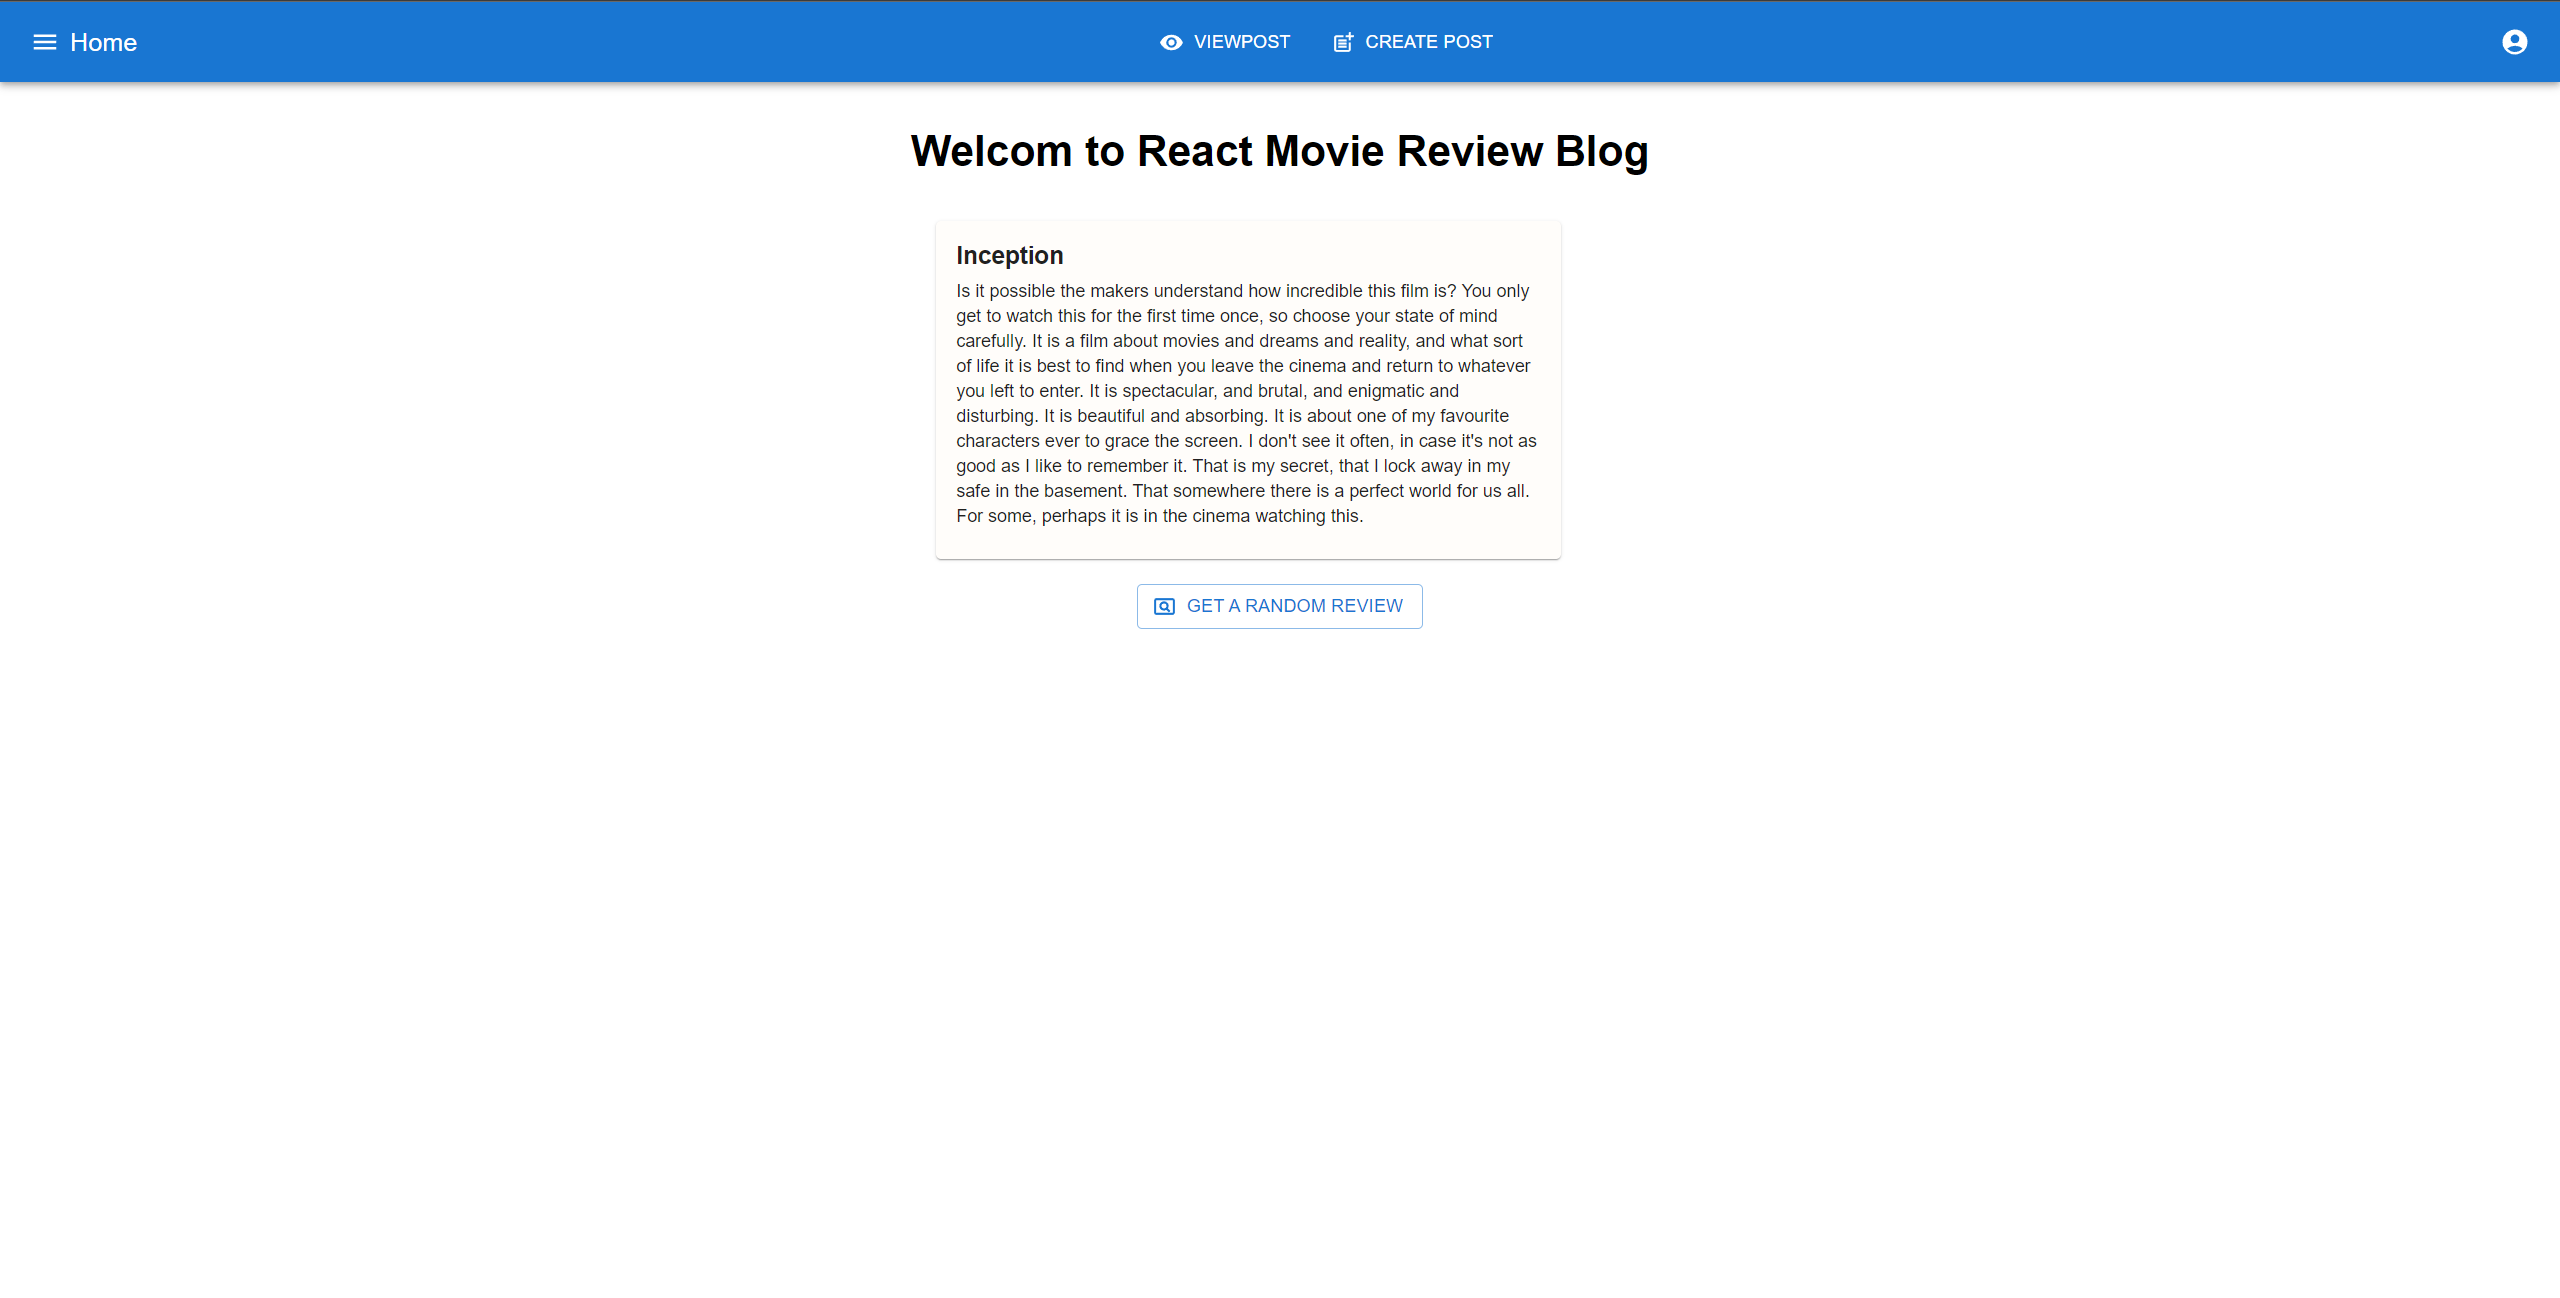 Home
VIEWPOST
CREATE POST
Welcom to React Movie Review Blog
Inception
Is it possible the makers understand how incredible this film is? You only
get to watch this for the first time once, so choose your state of mind
carefully. It is a film about movies and dreams and reality, and what sort
of life it is best to find when you leave the cinema and return to whatever
you left to enter. It is spectacular, and brutal, and enigmatic and
disturbing. It is beautiful and absorbing. It is about one of my favourite
characters ever to grace the screen. I don't see it often, in case it's not as
good as I like to remember it. That is my secret, that I lock away in my
safe in the basement. That somewhere there is a perfect world for us all.
For some, perhaps it is in the cinema watching this.
GET A RANDOM REVIEW